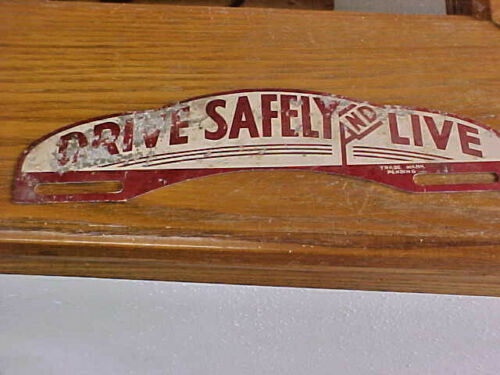 DRIVE SAFELY AND LIVE
TRADE MARK
PENDING